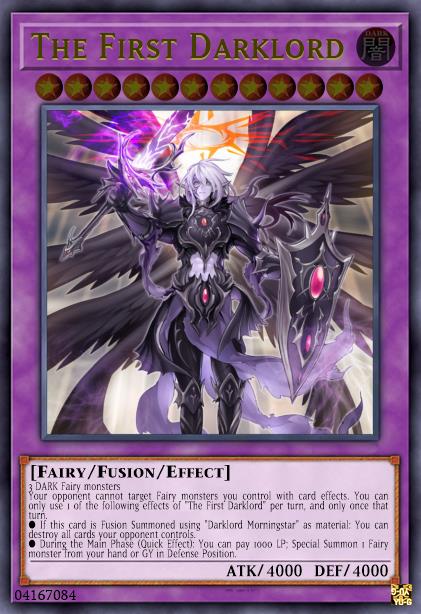 The First Darklord
DARK
闇
[Fairy/Fusion/Effect]
3 DARK Fairy monsters
Your opponent cannot target Fairy monsters you control with card effects. You can
only use 1 of the following effects of "The First Darklord" per turn, and only once that
turn.
● If this card is Fusion Summoned using "Darklord Morningstar" as material: You can
destroy all cards your opponent controls.
● During the Main Phase (Quick Effect): You can pay 1000 LP; Special Summon 1 Fairy
monster from your hand or GY in Defense Position.
ATK/4000 DEF/4000
04167084